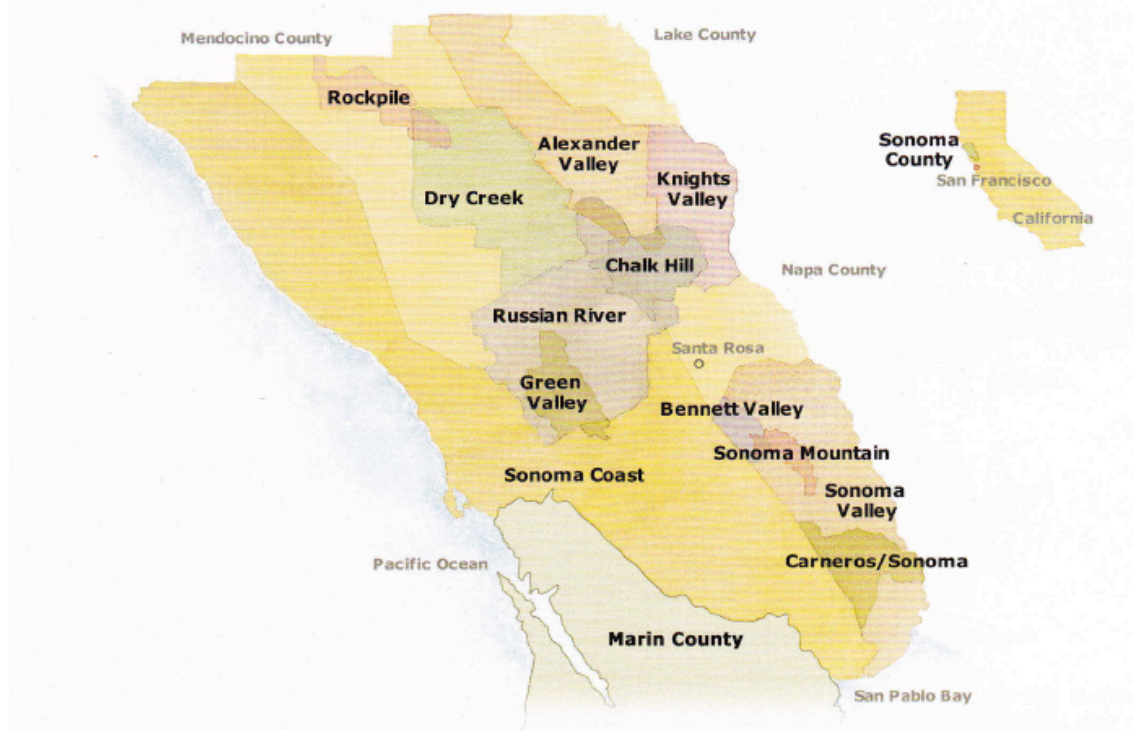 Mendocino County
Lake County
Rockpile
Alexander
Valley
Sonoma
County
San Francisco
California
Knights
Valley
Dry Creek
Chalk Hill
Napa County
Russian River
Santa Rosa
Green
Valley
Bennett Valley
Sonoma Mountain
Sonoma Coast
Sonoma
Valley
Carneros/Sonoma
Pacific Ocean
Marin County
San Pablo Bay